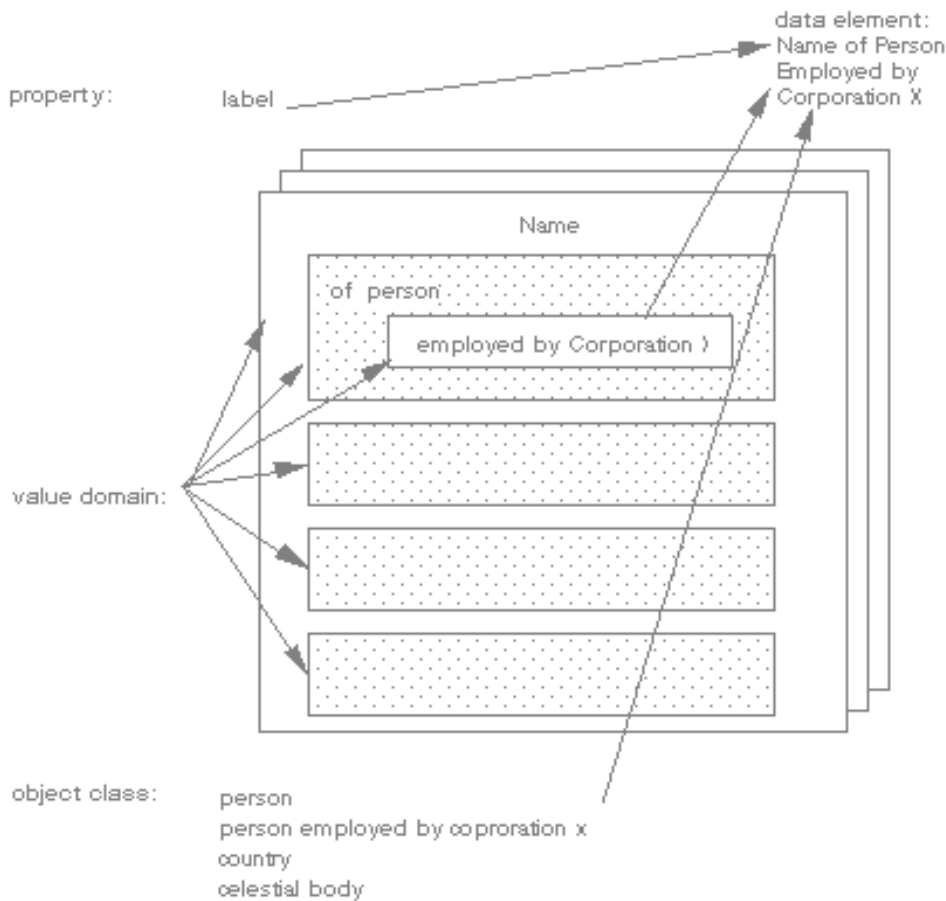 data element:
Name of Person
Employed by
Corporation X
property:
label
Name
of person
employed by Corporation )
value domain:
object class:
person
person employed by coproration x
country
celestial body